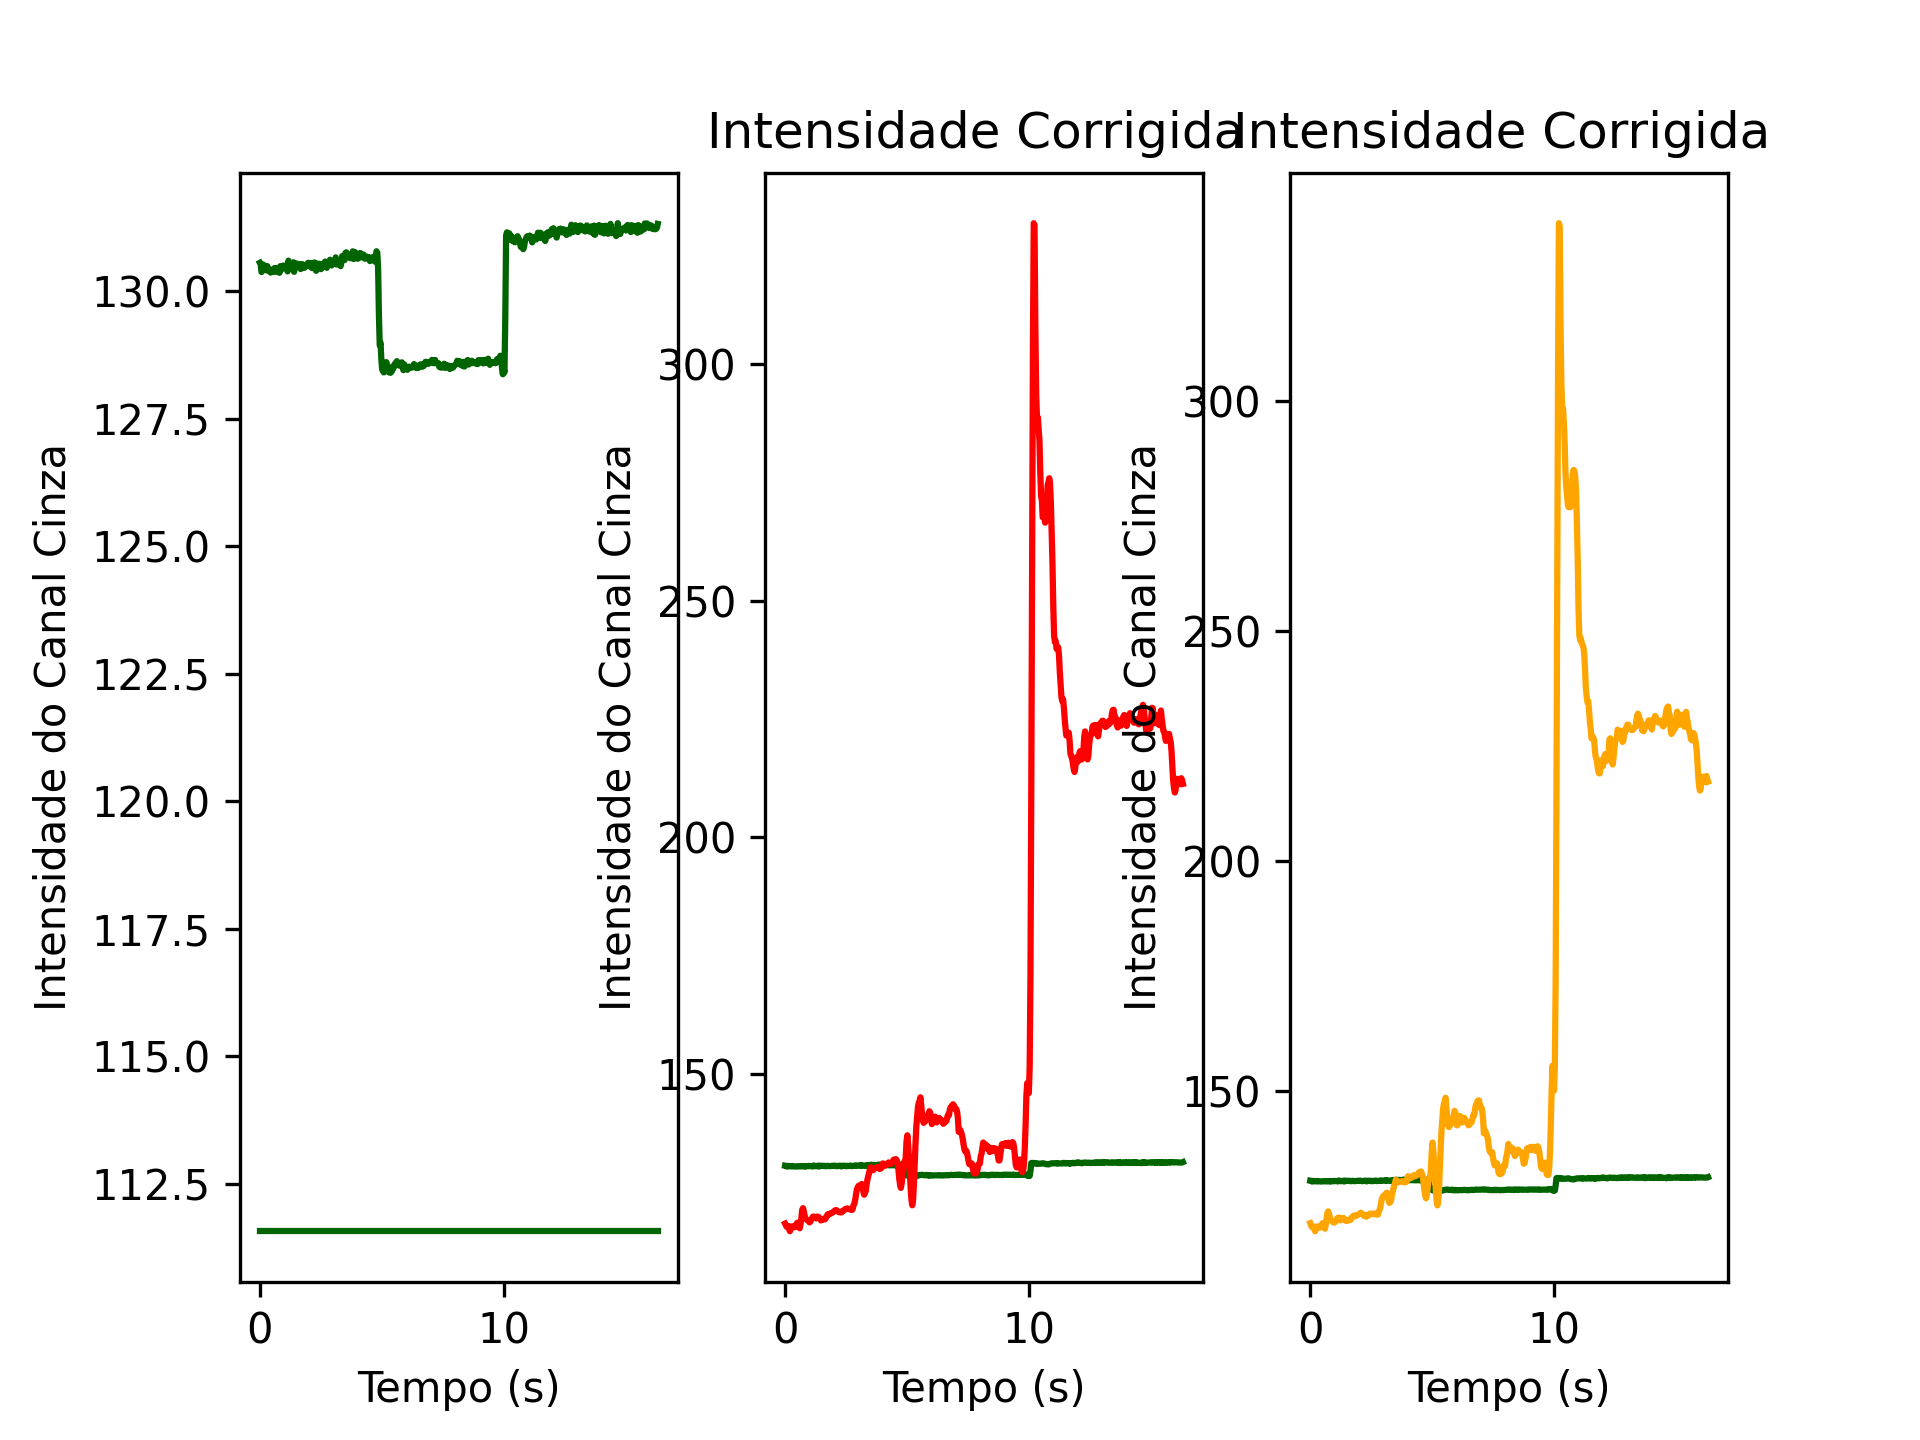 Intensidade Corrigida
Intensidade Corrigida
Intensidade do Canal Cinza
130.0
127.5
125.0
122.5
120.0
117.5
115.0
112.5
0
10
Tempo (s)
Intensidade do Canal Cinza
300
250
200
150
0
10
Tempo (s)
Intensidade do Canal Cinza
300
250
200
150
0
10
Tempo (s)